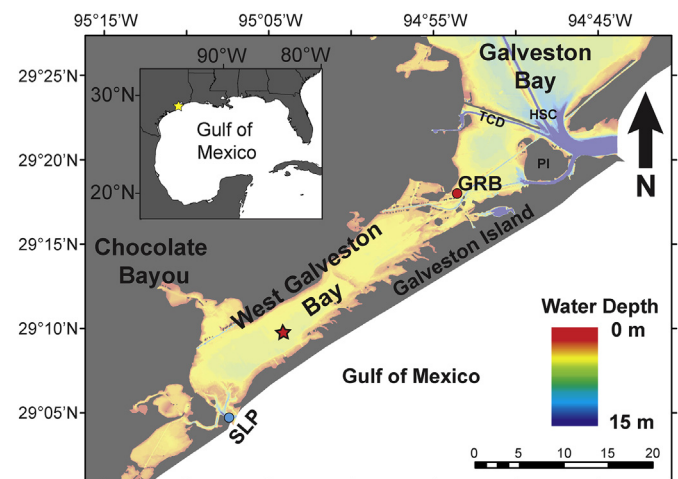 95°15'W
95°05'W
94°55'W
94°45'W
29°25'N
29°20'N
29°15'N
29°10'N
29°05'N
90°W
80°W
30°N
20°N
Gulf of
Mexico
Galveston
Bay
TCD
HSC
PI
GRB
N
Chocolate
Bayou
West Galveston
Bay
Galveston Island
SLP
Gulf of Mexico
Water Depth
0 m
15 m
0 5 10 15 20